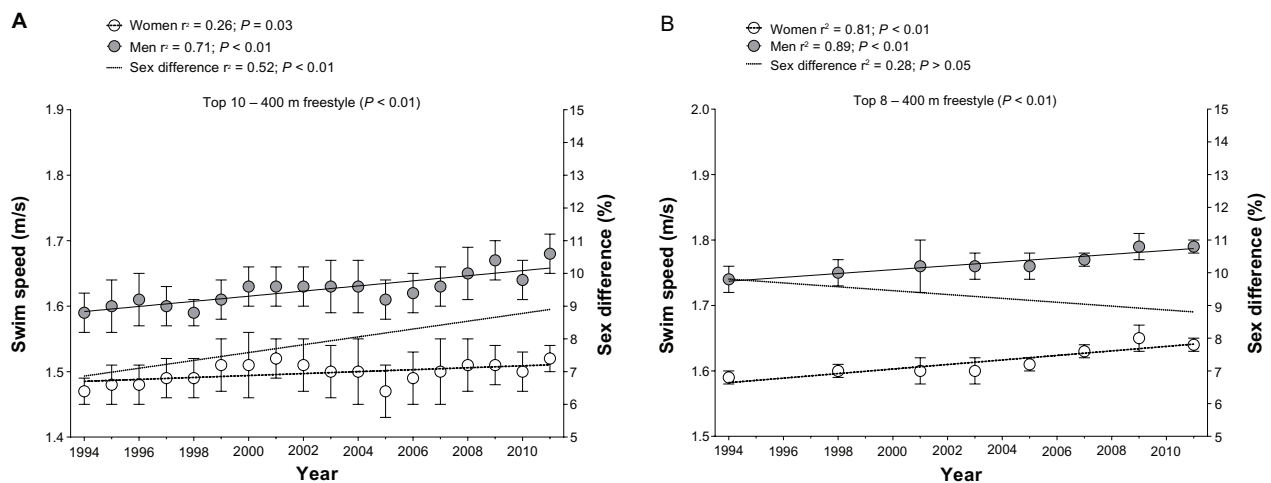 A
Women r² = 0.26; P = 0.03
Men r² = 0.71; P < 0.01
Sex difference r² = 0.52; P < 0.01
Top 10 – 400 m freestyle (P < 0.01)
1.9
1.8
1.7
1.6
1.5
1.4
Swim speed (m/s)
15
14
13
12
11
10
9
8
7
6
5
Sex difference (%)
1994 1996 1998 2000 2002 2004 2006 2008 2010
Year
B
Women r² = 0.81; P < 0.01
Men r² = 0.89; P < 0.01
Sex difference r² = 0.28; P > 0.05
Top 8 – 400 m freestyle (P < 0.01)
2.0
1.9
1.8
1.7
1.6
1.5
Swim speed (m/s)
15
14
13
12
11
10
9
8
7
6
5
Sex difference (%)
1994 1996 1998 2000 2002 2004 2006 2008 2010
Year